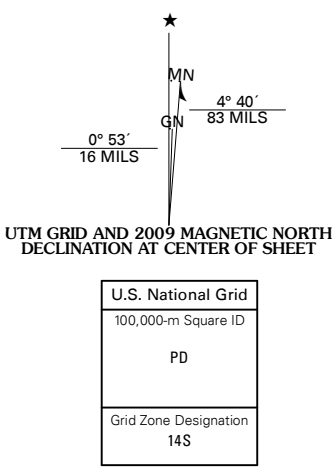 ★
MN
4° 40´
83 MILS
GN
0° 53´
16 MILS
UTM GRID AND 2009 MAGNETIC NORTH
DECLINATION AT CENTER OF SHEET
U.S. National Grid
100,000-m Square ID
PD
Grid Zone Designation
14S